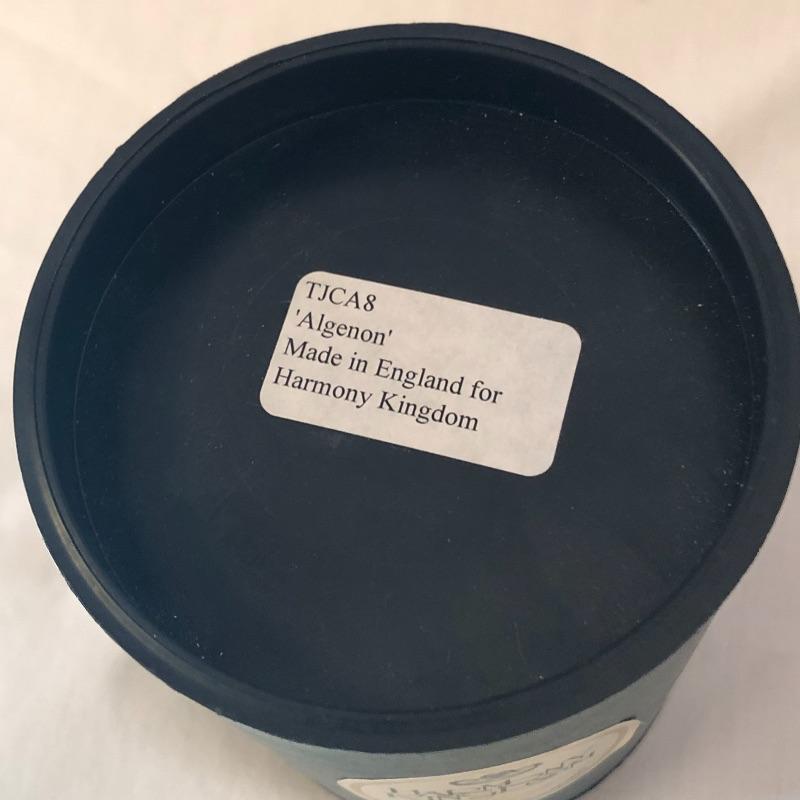 TJCA8
'Algenon'
Made in England for
Harmony Kingdom